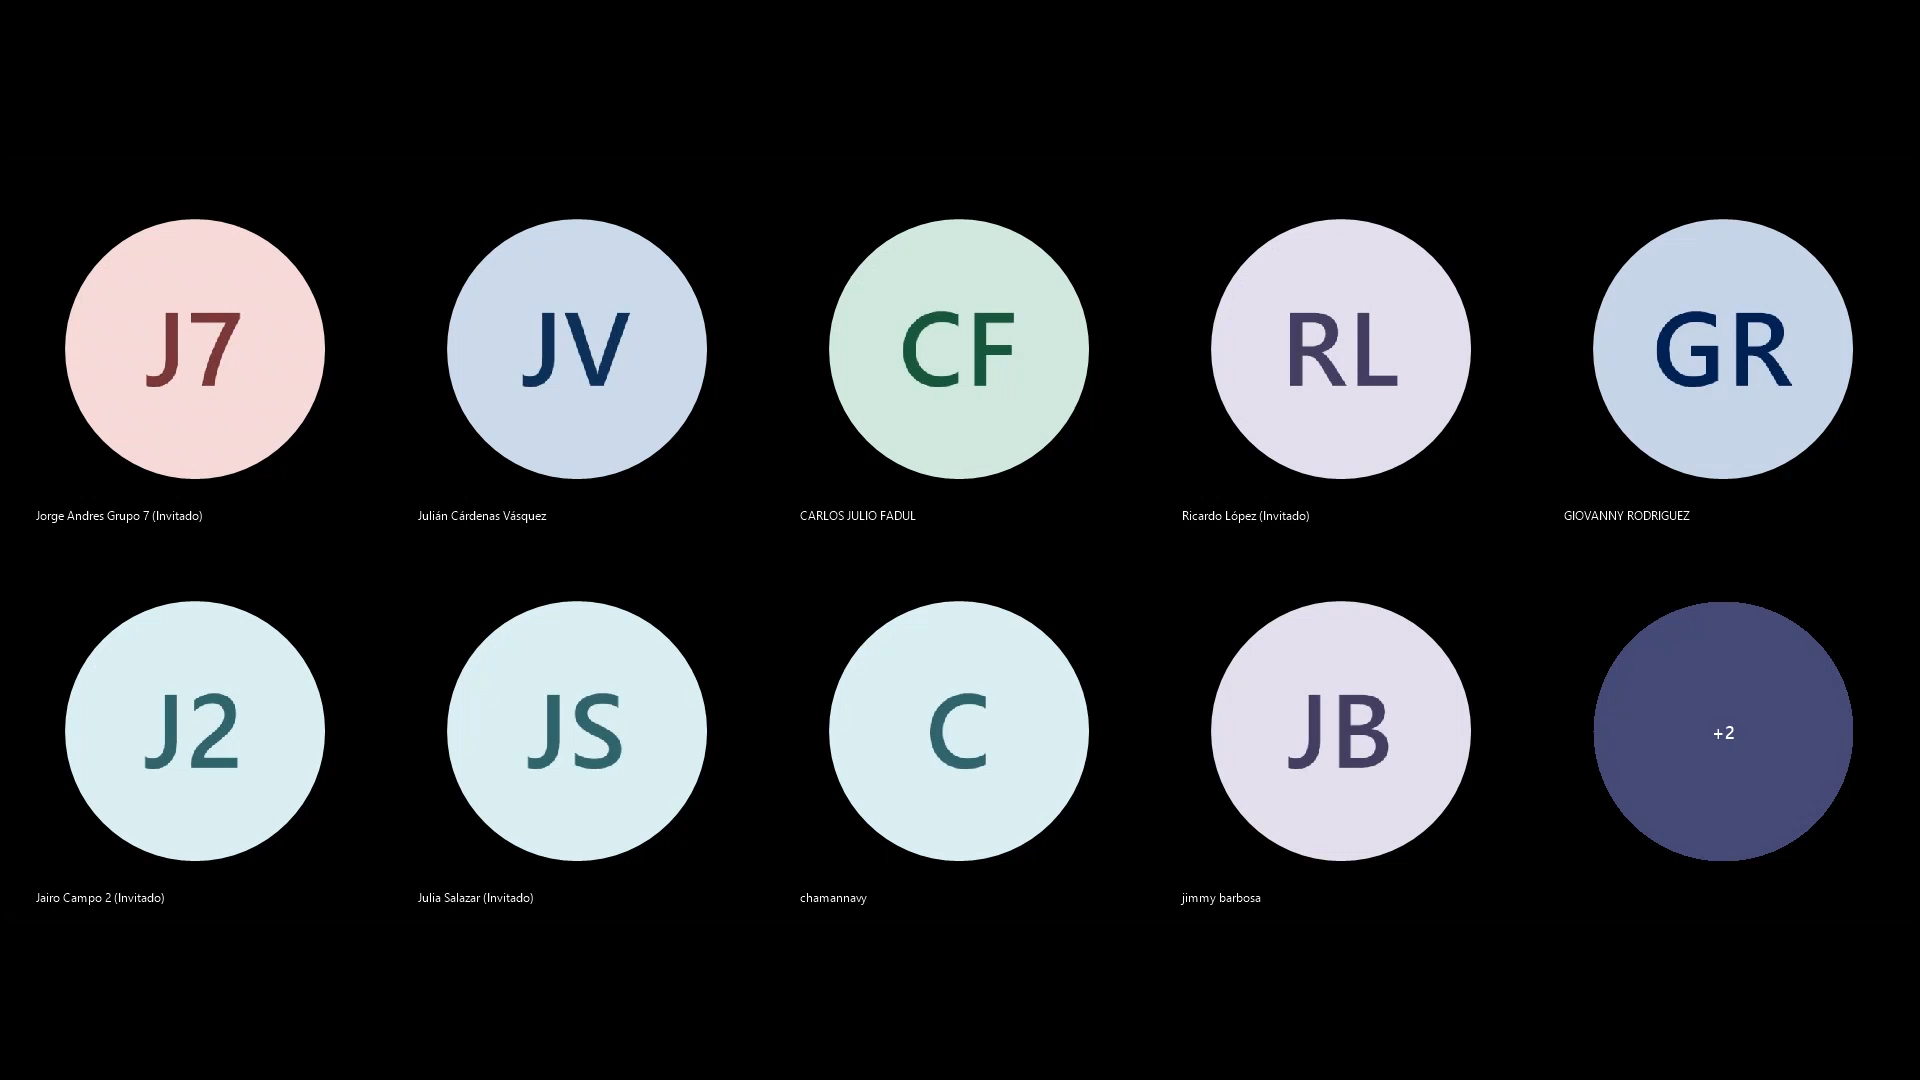 J7
JV
CF
RL
GR
Jorge Andres Grupo 7 (Invitado)
Julián Cárdenas Vásquez
CARLOS JULIO FADUL
Ricardo López (Invitado)
GIOVANNY RODRIGUEZ
J2
JS
C
JB
+2
Jairo Campo 2 (Invitado)
Julia Salazar (Invitado)
chamannavy
jimmy barbosa